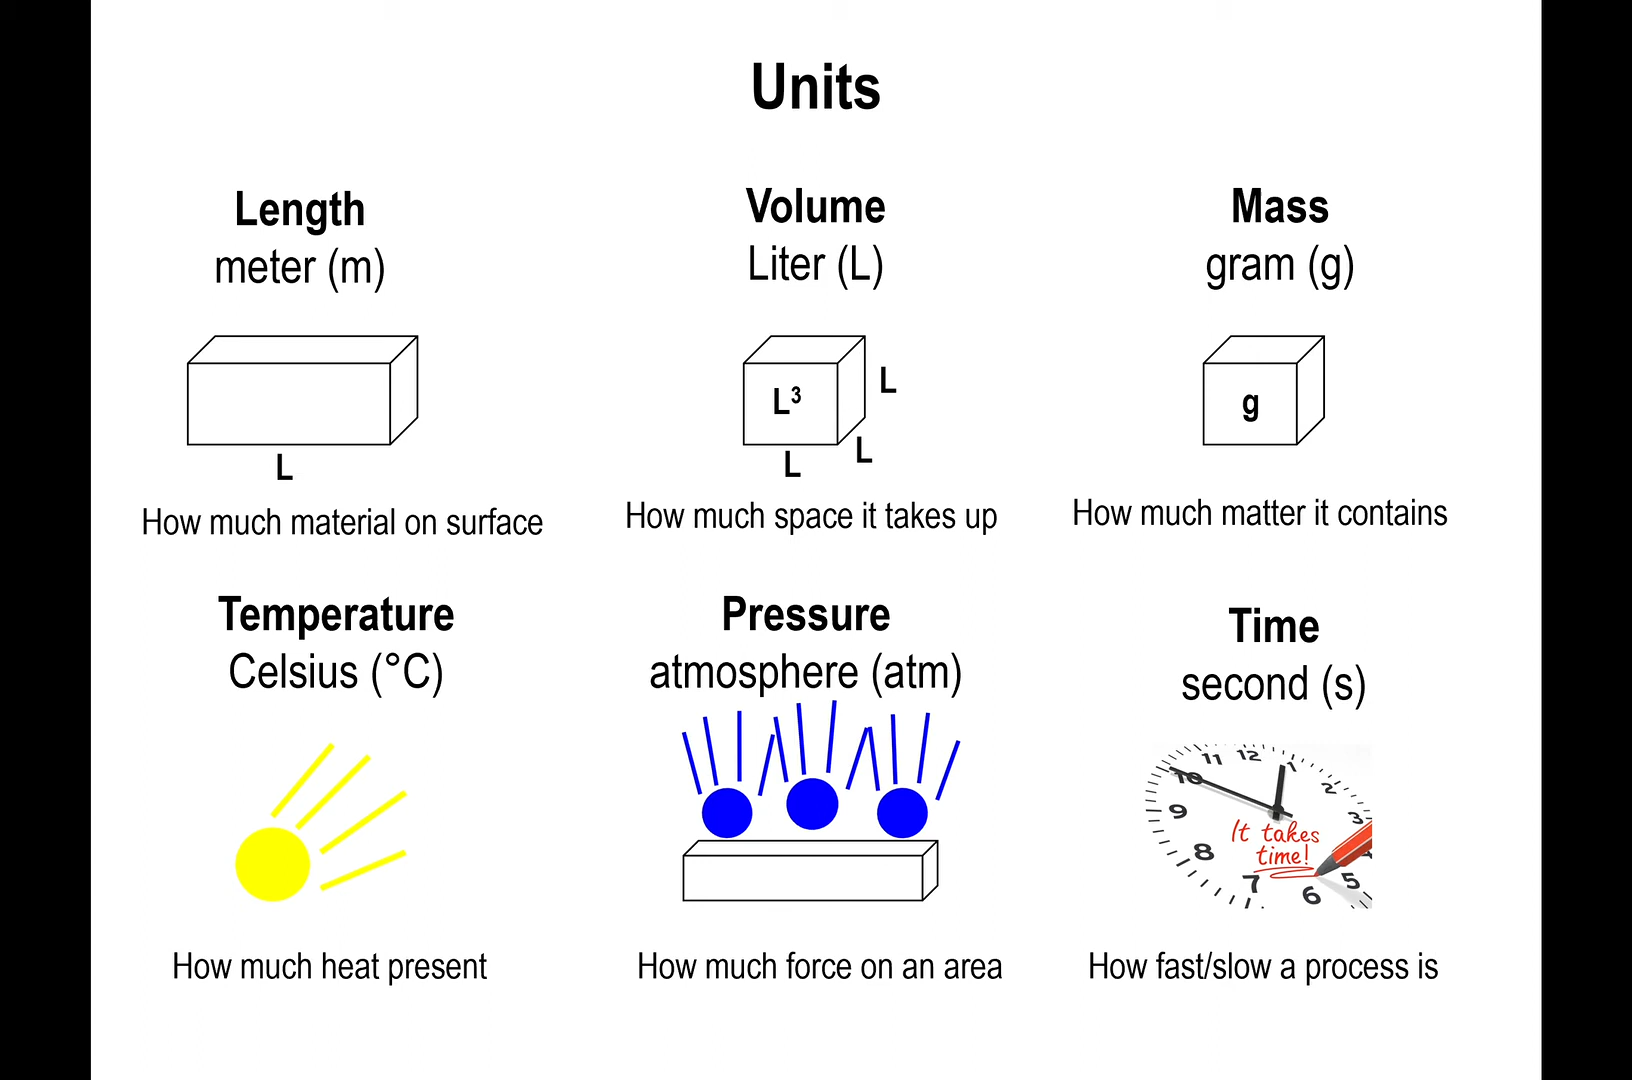 Units
Length
meter (m)
L
How much material on surface
Volume
Liter (L)
L³
L
L
L
How much space it takes up
Mass
gram (g)
g
How much matter it contains
Temperature
Celsius (°C)
How much heat present
Pressure
atmosphere (atm)
How much force on an area
Time
second (s)
11 12 1
10 2
9 3
8
7 6 5
It takes
time!
How fast/slow a process is